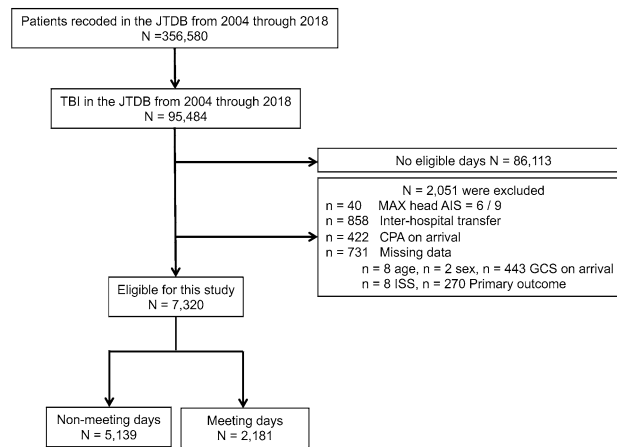 Patients recoded in the JTDB from 2004 through 2018
N =356,580
TBI in the JTDB from 2004 through 2018
N = 95,484
No eligible days N = 86,113
N = 2,051 were excluded
n = 40 MAX head AIS = 6 / 9
n = 858 Inter-hospital transfer
n = 422 CPA on arrival
n = 731 Missing data
n = 8 age, n = 2 sex, n = 443 GCS on arrival
n = 8 ISS, n = 270 Primary outcome
Eligible for this study
N = 7,320
Non-meeting days
N = 5,139
Meeting days
N = 2,181